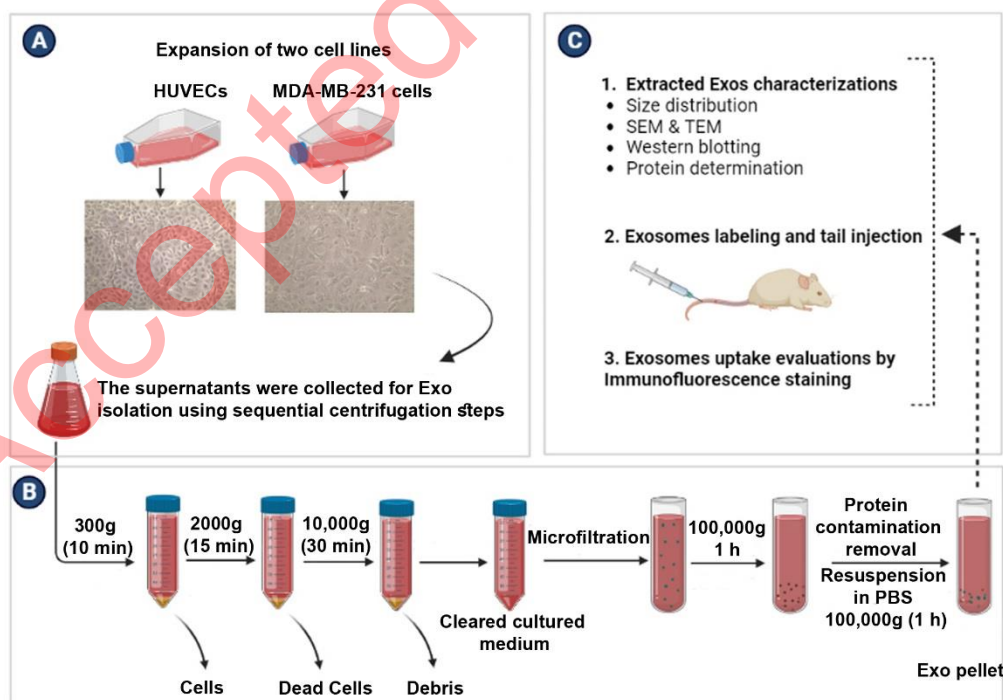 Accepted
A
Expansion of two cell lines
HUVECs
MDA-MB-231 cells
The supernatants were collected for Exo
isolation using sequential centrifugation steps
C
1. Extracted Exos characterizations
• Size distribution
• SEM & TEM
• Western blotting
• Protein determination
2. Exosomes labeling and tail injection
3. Exosomes uptake evaluations by
Immunofluorescence staining
B
300g
(10 min)
2000g
(15 min)
10,000g
(30 min)
Cleared cultured
medium
Microfiltration
100,000g
1 h
Protein
contamination
removal
Resuspension
in PBS
100,000g (1 h)
Cells
Dead Cells
Debris
Exo pellet